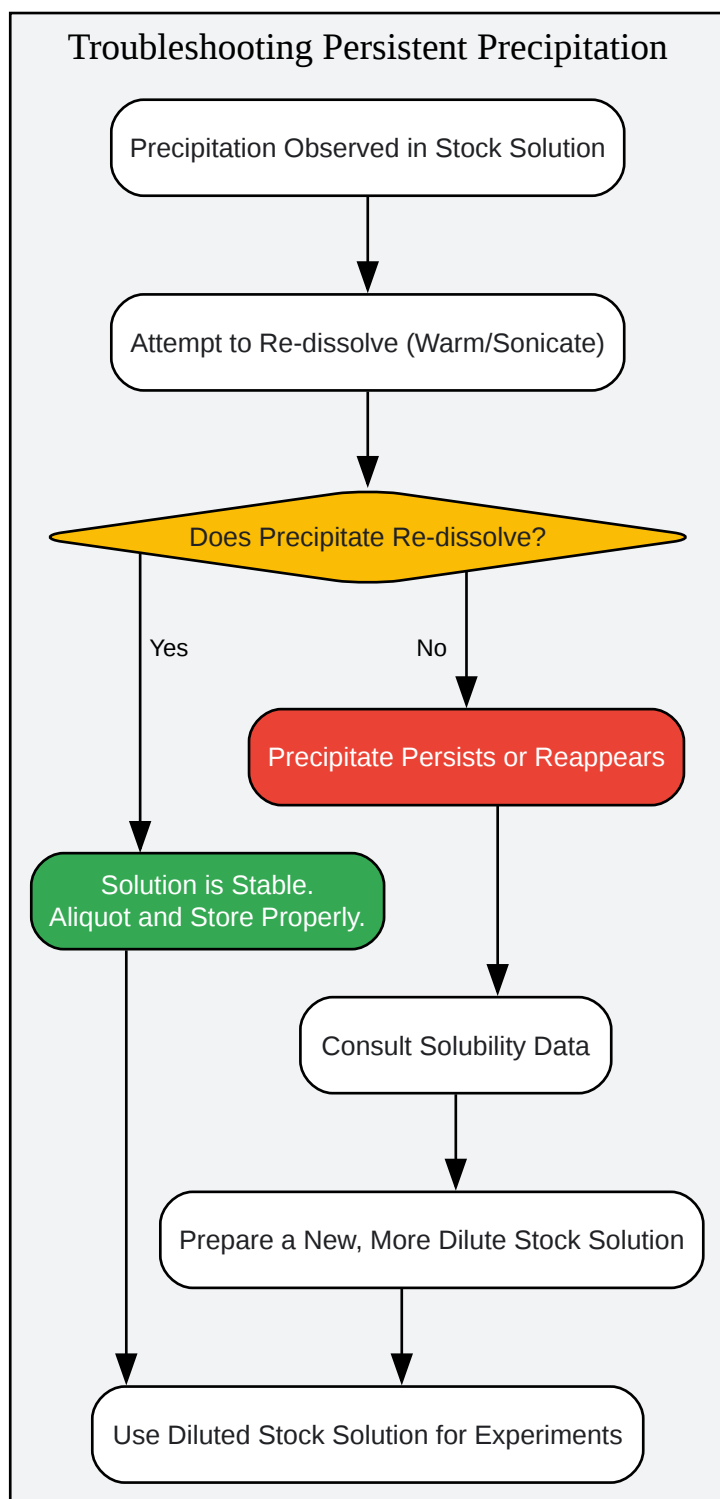 Troubleshooting Persistent Precipitation
Precipitation Observed in Stock Solution
Attempt to Re-dissolve (Warm/Sonicate)
Does Precipitate Re-dissolve?
Yes
No
Precipitate Persists or Reappears
Solution is Stable.
Aliquot and Store Properly.
Consult Solubility Data
Prepare a New, More Dilute Stock Solution
Use Diluted Stock Solution for Experiments